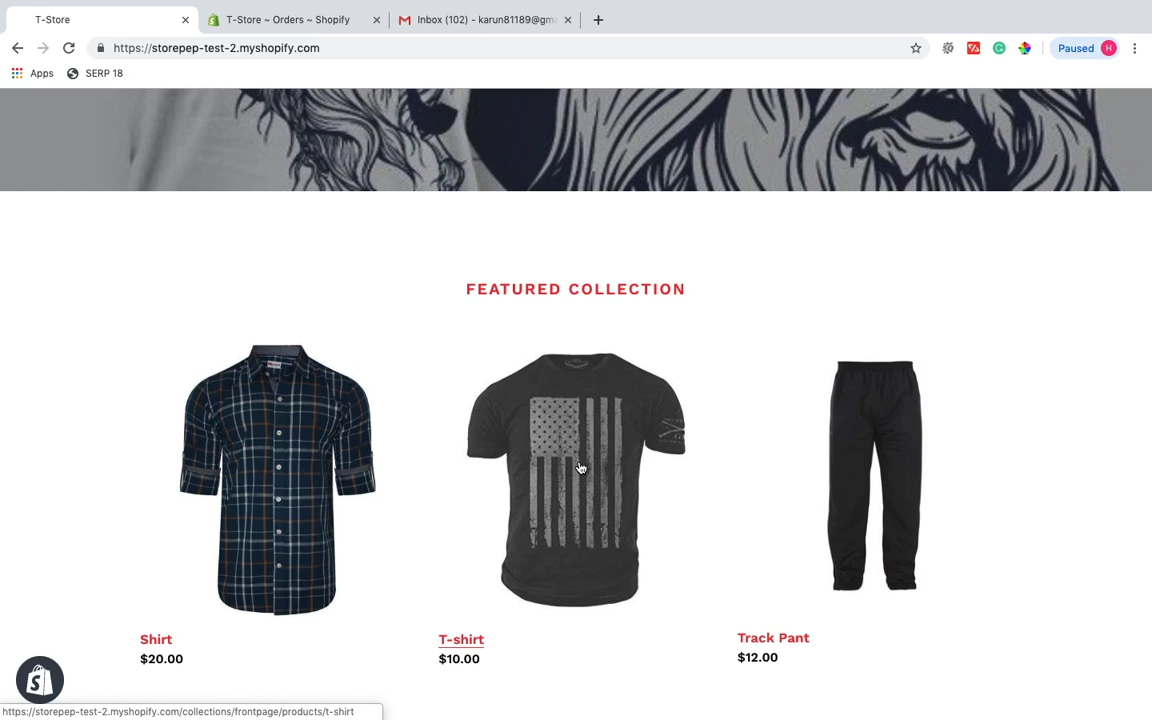 T-Store
T-Store ~ Orders ~ Shopify
Inbox (102) - karun81189@gm
https://storepep-test-2.myshopify.com
Paused H
Apps SERP 18
FEATURED COLLECTION
Shirt
$20.00
T-shirt
$10.00
Track Pant
$12.00
https://storepep-test-2.myshopify.com/collections/frontpage/products/t-shirt